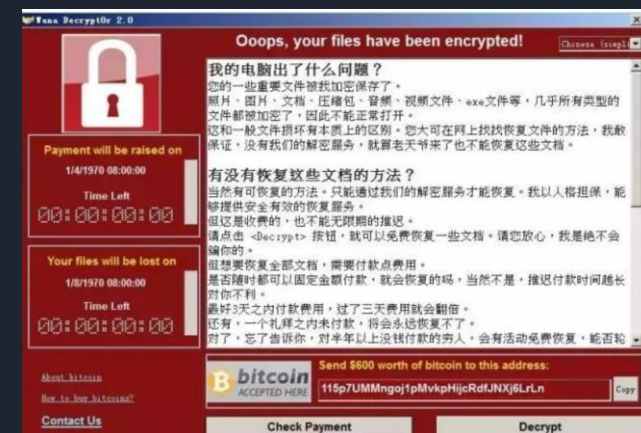 Wana Decrypt0r 2.0
Ooops, your files have been encrypted!
Chinese (simpli
我的电脑出了什么问题？
您的一些重要文件被我加密保存了。
照片、图片、文档、压缩包、音频、视频文件、exe文件等，几乎所有类型的
文件都被加密了，因此不能正常打开。
这和一般文件损坏有本质上的区别。您大可在网上找找恢复文件的方法，我敢
保证，没有我们的解密服务，就算老天爷来了也不能恢复这些文档。
有没有恢复这些文档的方法？
当然有可恢复的方法。只能通过我们的解密服务才能恢复。我以人格担保，能
够提供安全有效的恢复服务。
但这是收费的，也不能无限期的推迟。
请点击 <Decrypt> 按钮，就可以免费恢复一些文档。请您放心，我是绝不会
骗你的。
但想要恢复全部文档，需要付款点费用。
是否随时都可以固定金额付款，就会恢复的吗，当然不是，推迟付款时间越长
对你不利。
最好3天之内付款费用，过了三天费用就会翻倍。
还有，一个礼拜之内未付款，将会永远恢复不了。
对了，忘了告诉你，对半年以上没钱付款的穷人，会有活动免费恢复，能否轮
Payment will be raised on
1/4/1970 08:00:00
Time Left
00:00:00:00
Your files will be lost on
1/8/1970 08:00:00
Time Left
00:00:00:00
About bitcoin
How to buy bitcoins?
Contact Us
bitcoin
ACCEPTED HERE
Send $600 worth of bitcoin to this address:
115p7UMMngoj1pMvkpHijcRdfJNXj6LrLn
Copy
Check Payment
Decrypt